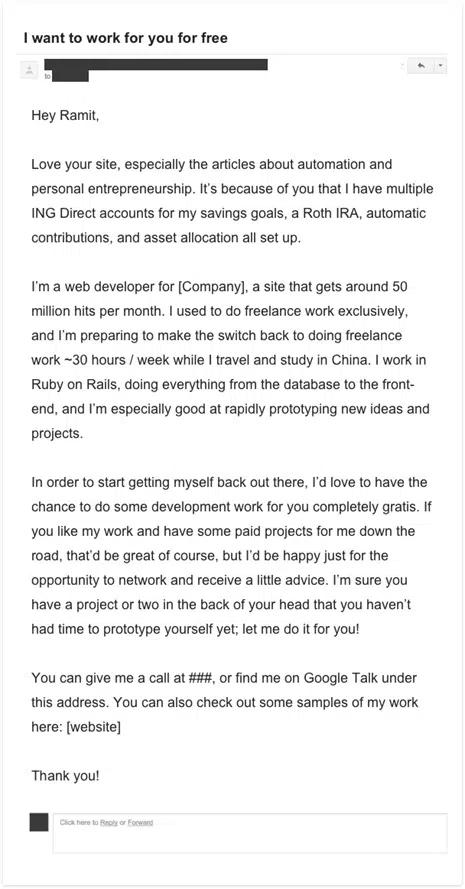 I want to work for you for free
to
Hey Ramit,
Love your site, especially the articles about automation and
personal entrepreneurship. It’s because of you that I have multiple
ING Direct accounts for my savings goals, a Roth IRA, automatic
contributions, and asset allocation all set up.
I’m a web developer for [Company], a site that gets around 50
million hits per month. I used to do freelance work exclusively,
and I’m preparing to make the switch back to doing freelance
work ~30 hours / week while I travel and study in China. I work in
Ruby on Rails, doing everything from the database to the front-
end, and I’m especially good at rapidly prototyping new ideas and
projects.
In order to start getting myself back out there, I’d love to have the
chance to do some development work for you completely gratis. If
you like my work and have some paid projects for me down the
road, that’d be great of course, but I’d be happy just for the
opportunity to network and receive a little advice. I’m sure you
have a project or two in the back of your head that you haven’t
had time to prototype yourself yet; let me do it for you!
You can give me a call at ###, or find me on Google Talk under
this address. You can also check out some samples of my work
here: [website]
Thank you!
Click here to Reply or Forward